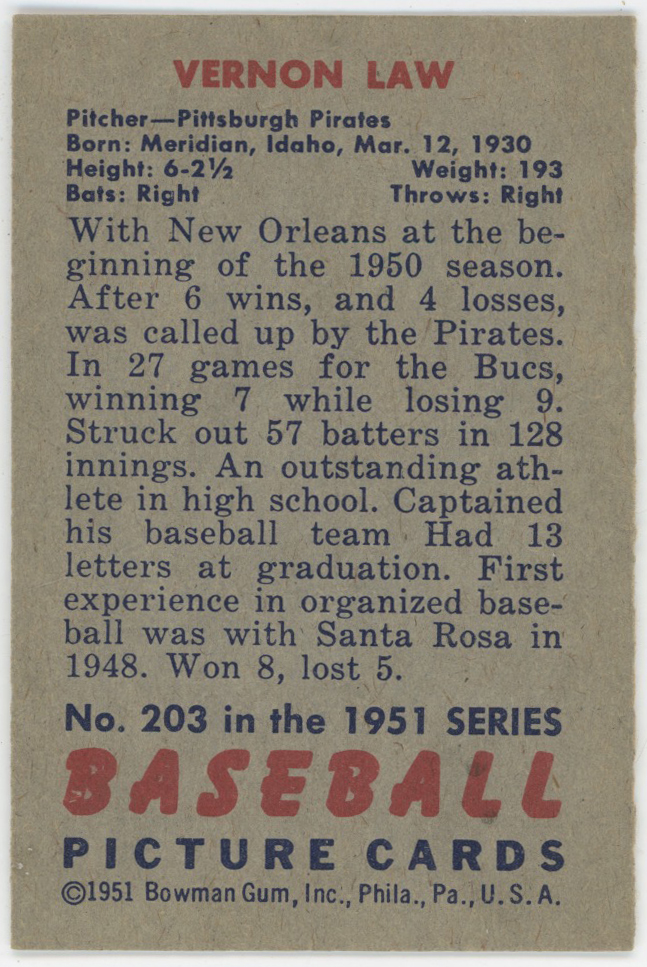 VERNON LAW
Pitcher—Pittsburgh Pirates
Born: Meridian, Idaho, Mar. 12, 1930
Height: 6-2½ Weight: 193
Bats: Right Throws: Right
With New Orleans at the be-
ginning of the 1950 season.
After 6 wins, and 4 losses,
was called up by the Pirates.
In 27 games for the Bucs,
winning 7 while losing 9.
Struck out 57 batters in 128
innings. An outstanding ath-
lete in high school. Captained
his baseball team Had 13
letters at graduation. First
experience in organized base-
ball was with Santa Rosa in
1948. Won 8, lost 5.
No. 203 in the 1951 SERIES
BASEBALL
PICTURE CARDS
©1951 Bowman Gum, Inc., Phila., Pa., U. S. A.